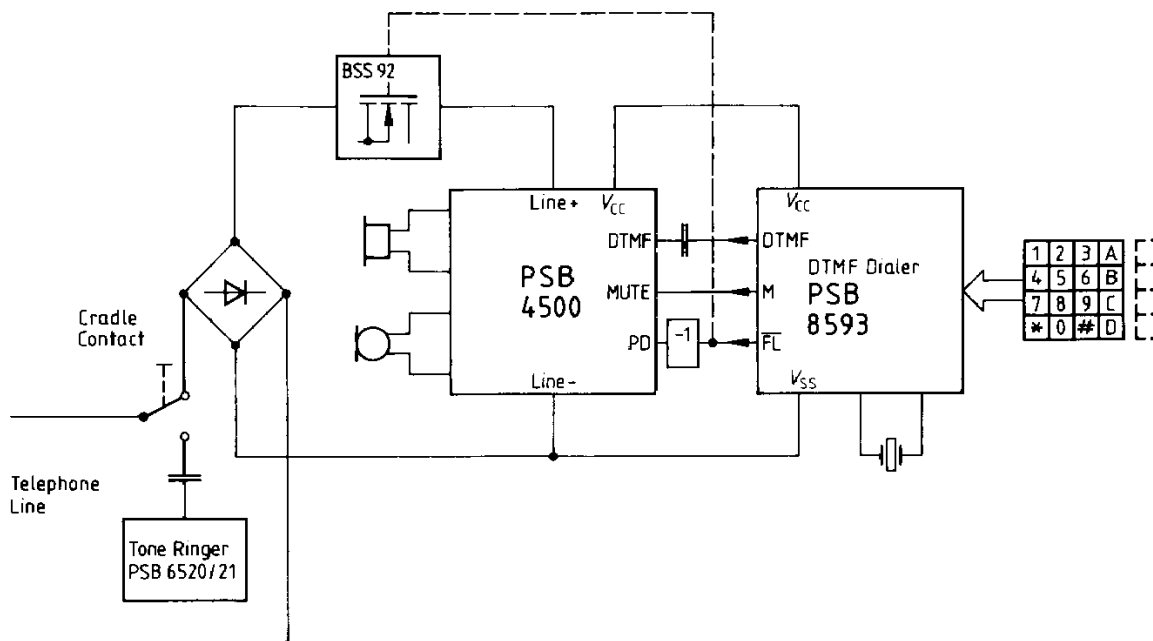 BSS 92
Line+
VCC
DTMF
PSB
4500
MUTE
PD
-1
Line-
VCC
DTMF
DTMF Dialer
PSB
8593
M
FL
VSS
1 2 3 A
4 5 6 B
7 8 9 C
* 0 # D
Cradle
Contact
Telephone
Line
Tone Ringer
PSB 6520/21